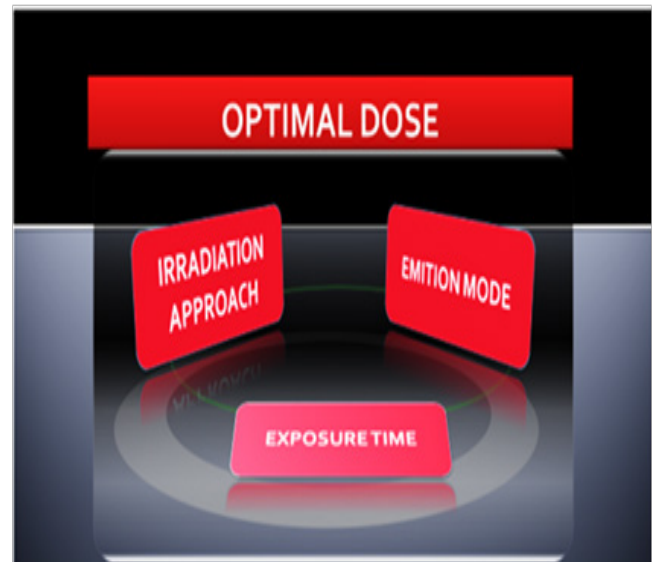 OPTIMAL DOSE
IRRADIATION
APPROACH
EMITION MODE
EXPOSURE TIME